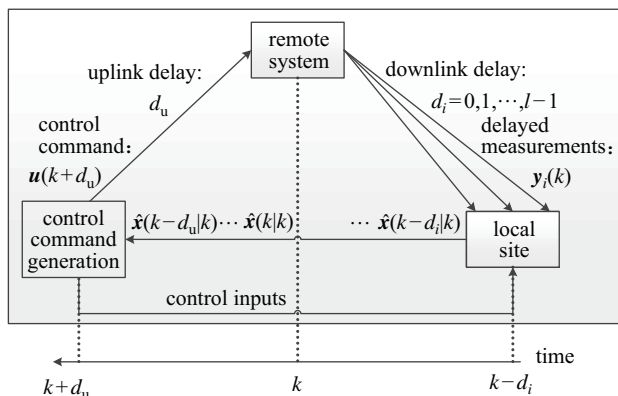 remote
system
uplink delay:
d_u
downlink delay:
d_i=0,1,⋯,l−1
control
command:
u(k+d_u)
delayed
measurements:
y_i(k)
control
command
generation
x̂(k−d_u|k)⋯ x̂(k|k)
⋯ x̂(k−d_i|k)
local
site
control inputs
time
k+d_u
k
k−d_i